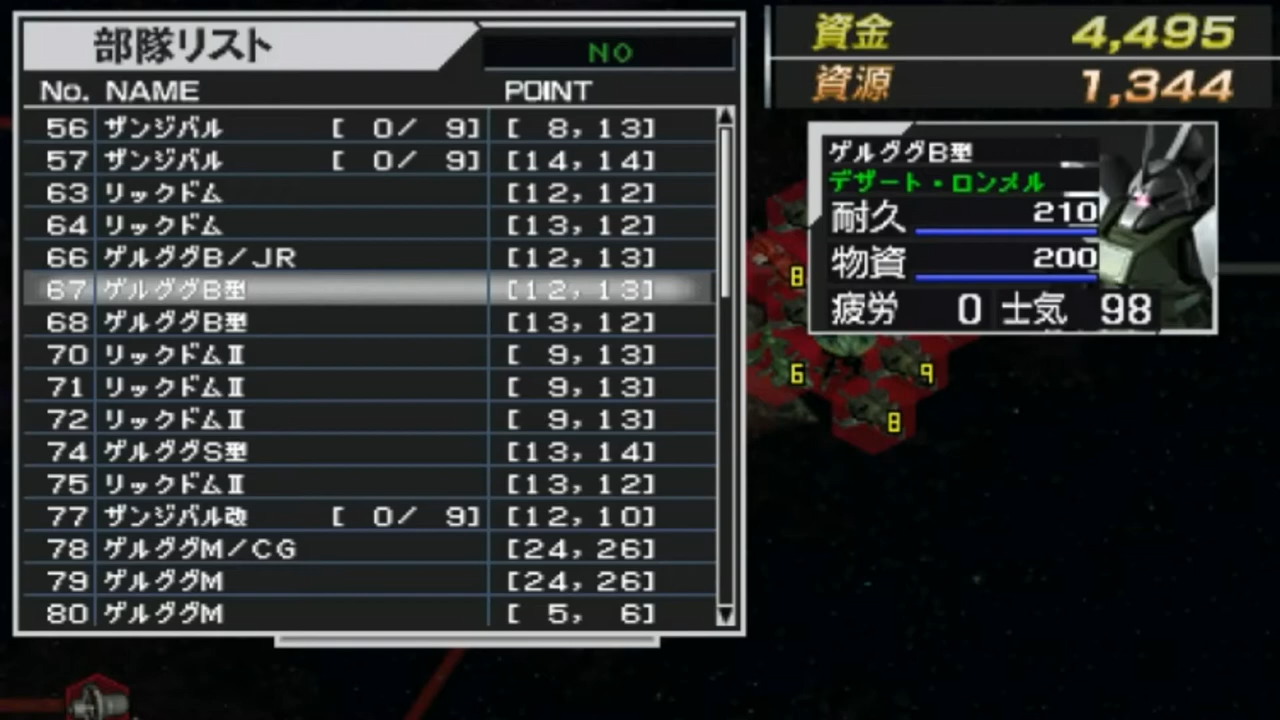 部隊リスト
NO
No. NAME POINT
56 ザンジバル [ 0/ 9] [ 8, 13]
57 ザンジバル [ 0/ 9] [14, 14]
63 リックドム [12, 12]
64 リックドム [13, 12]
66 ゲルググB/JR [12, 13]
67 ゲルググB型 [12, 13]
68 ゲルググB型 [13, 12]
70 リックドムⅡ [ 9, 13]
71 リックドムⅡ [ 9, 13]
72 リックドムⅡ [ 9, 13]
74 ゲルググS型 [13, 14]
75 リックドムⅡ [13, 12]
77 ザンジバル改 [ 0/ 9] [12, 10]
78 ゲルググM/CG [24, 26]
79 ゲルググM [24, 26]
80 ゲルググM [ 5, 6]
資金 4,495
資源 1,344
ゲルググB型
デザート・ロンメル
耐久 210
物資 200
疲労 0 士気 98
8
6
9
8